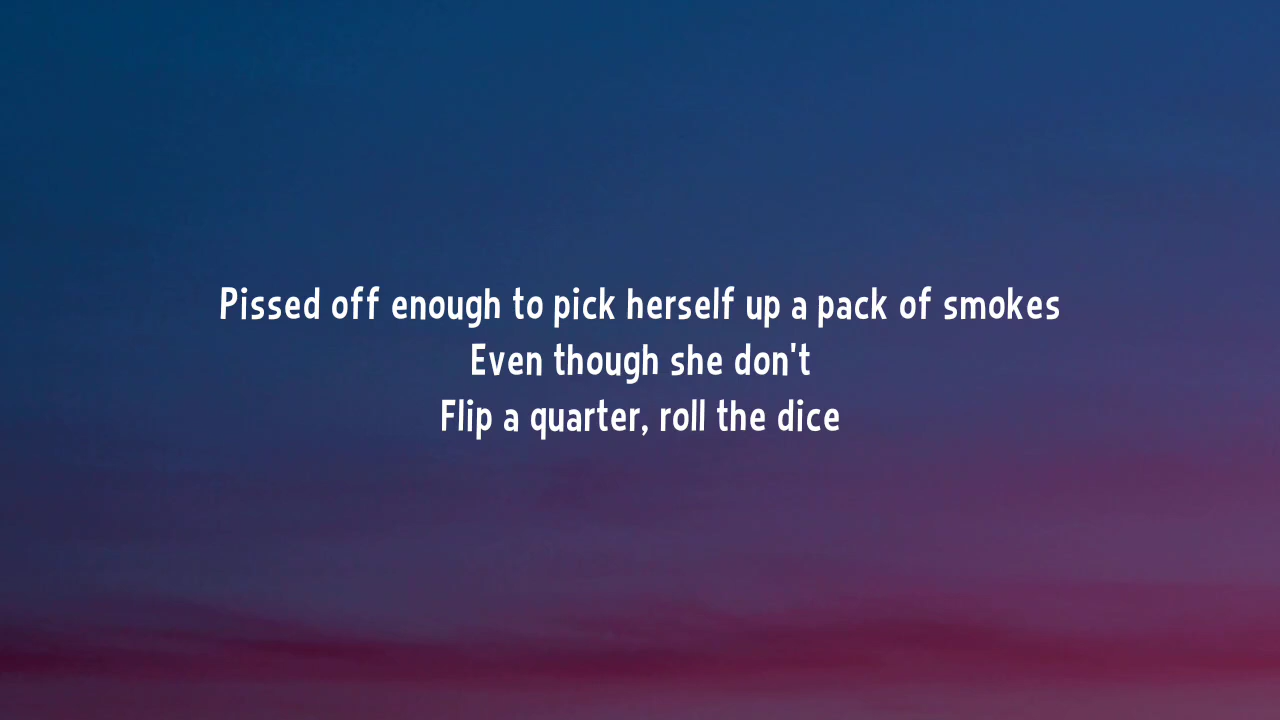 Pissed off enough to pick herself up a pack of smokes
Even though she don't
Flip a quarter, roll the dice